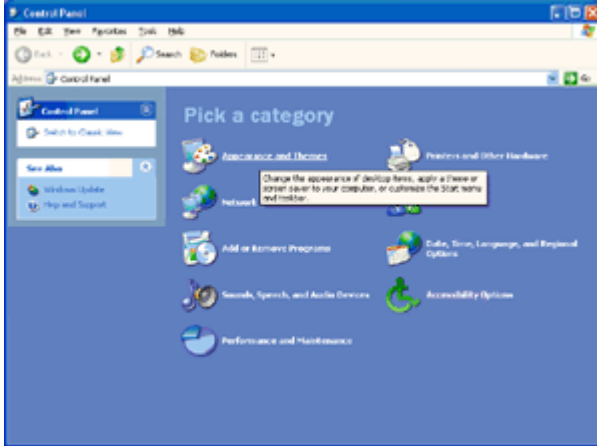 Control Panel
File Edit View Favorites Tools Help
Back Search Folders
Address Control Panel Go
Control Panel
Switch to Classic View
See Also
Windows Update
Help and Support
Pick a category
Appearance and Themes
Printers and Other Hardware
Change the appearance of desktop items, apply a theme or
screen saver to your computer, or customize the Start menu
and taskbar.
Network
Add or Remove Programs
Date, Time, Language, and Regional
Options
Sounds, Speech, and Audio Devices
Accessibility Options
Performance and Maintenance